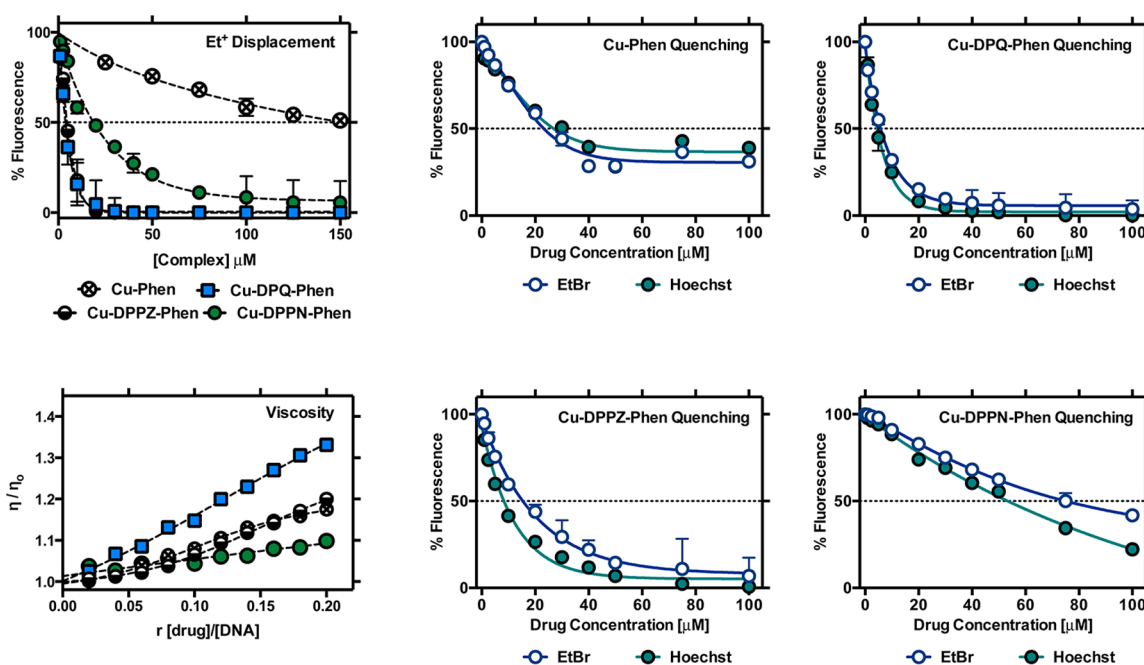 Et⁺ Displacement
% Fluorescence
100
50
0
0
50
100
150
[Complex] μM
Cu-Phen
Cu-DPQ-Phen
Cu-DPPZ-Phen
Cu-DPPN-Phen
Cu-Phen Quenching
% Fluorescence
100
50
0
0
20
40
60
80
100
Drug Concentration [μM]
EtBr
Hoechst
Cu-DPQ-Phen Quenching
% Fluorescence
100
50
0
0
20
40
60
80
100
Drug Concentration [μM]
EtBr
Hoechst
Viscosity
η / ηo
1.4
1.3
1.2
1.1
1.0
0.00
0.05
0.10
0.15
0.20
r [drug]/[DNA]
Cu-DPPZ-Phen Quenching
% Fluorescence
100
50
0
0
20
40
60
80
100
Drug Concentration [μM]
EtBr
Hoechst
Cu-DPPN-Phen Quenching
% Fluorescence
100
50
0
0
20
40
60
80
100
Drug Concentration [μM]
EtBr
Hoechst